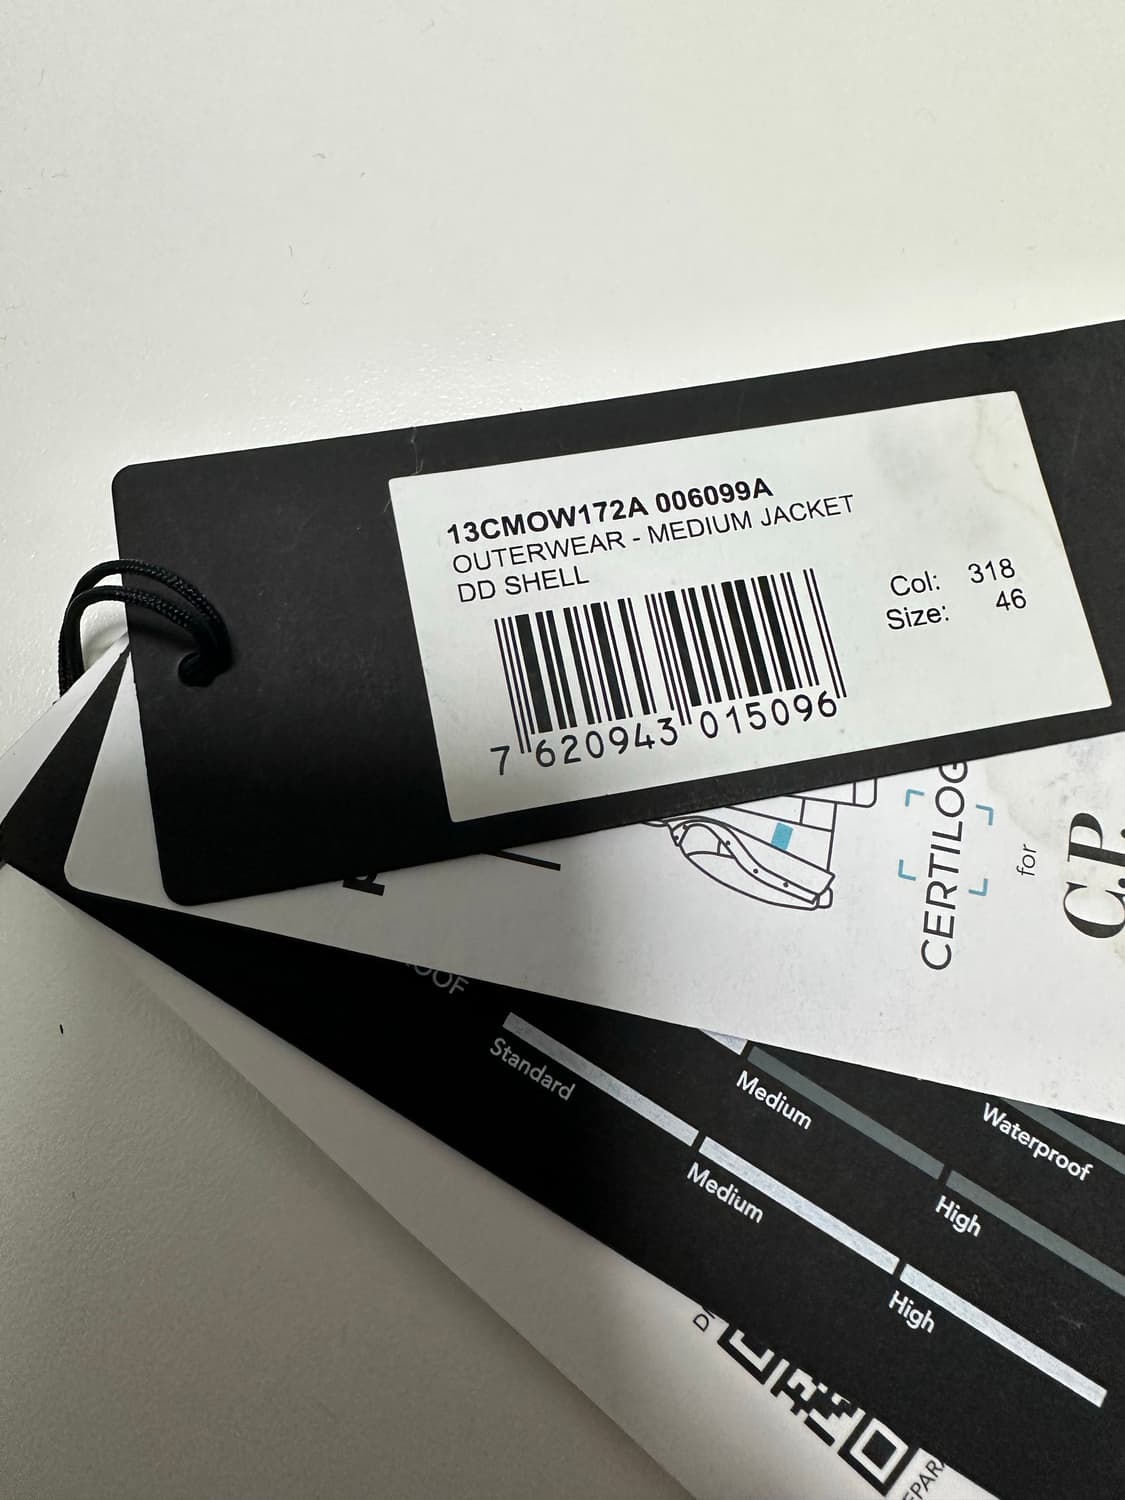 13CMOW172A 006099A
OUTERWEAR - MEDIUM JACKET
DD SHELL
Col: 318
Size: 46
7 620943 015096
CERTILOG
for
C.P.
OOF
Standard
Medium
High
Medium
High
Waterproof